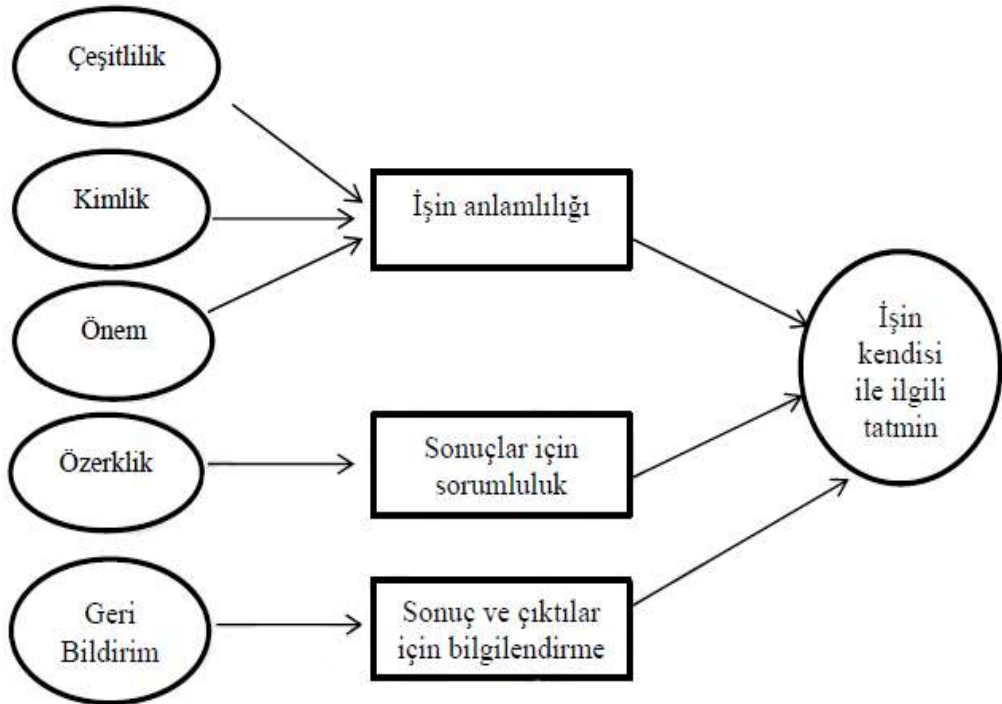 Çeşitlilik
Kimlik
Önem
Özerklik
Geri
Bildirim
İşin anlamlılığı
Sonuçlar için
sorumluluk
Sonuç ve çıktılar
için bilgilendirme
İşin
kendisi
ile ilgili
tatmin